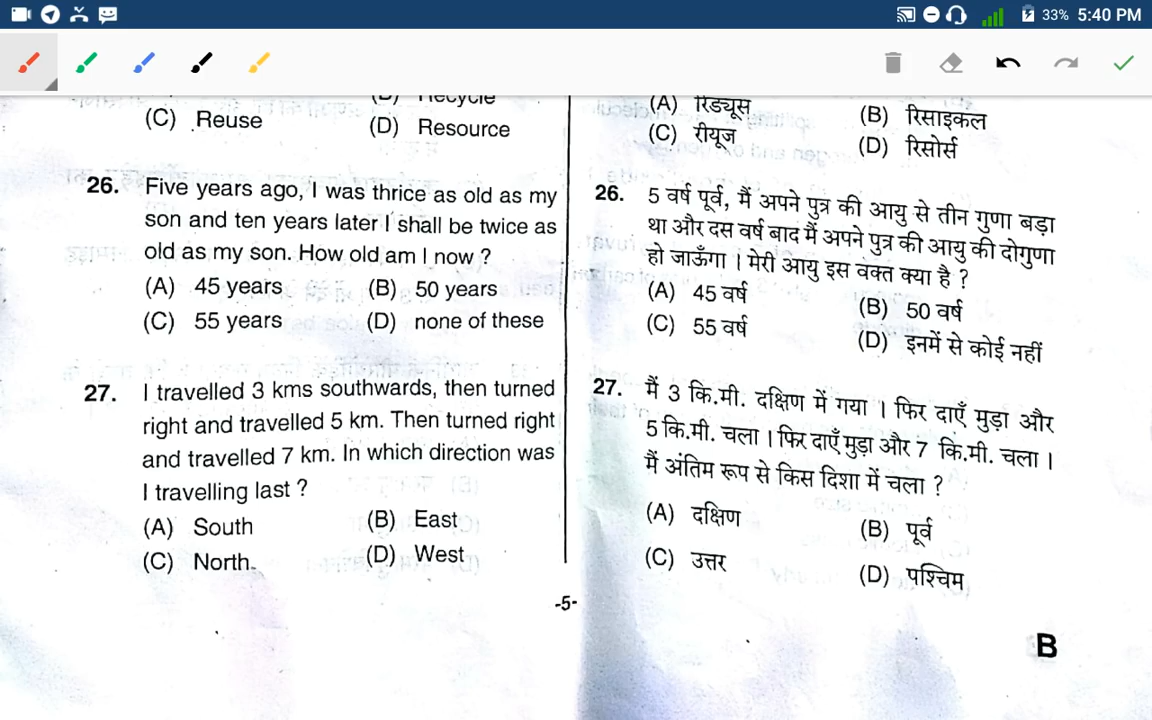 33% 5:40 PM
(C) Reuse
(D) Resource
26. Five years ago, I was thrice as old as my
son and ten years later I shall be twice as
old as my son. How old am I now ?
(A) 45 years
(B) 50 years
(C) 55 years
(D) none of these
27. I travelled 3 kms southwards, then turned
right and travelled 5 km. Then turned right
and travelled 7 km. In which direction was
I travelling last ?
(A) South
(B) East
(C) North
(D) West
(A) रिड्यूस
(B) रिसाइकल
(C) रीयूज
(D) रिसोर्स
26. 5 वर्ष पूर्व, मैं अपने पुत्र की आयु से तीन गुणा बड़ा
था और दस वर्ष बाद मैं अपने पुत्र की आयु की दोगुणा
हो जाऊँगा । मेरी आयु इस वक्त क्या है ?
(A) 45 वर्ष
(B) 50 वर्ष
(C) 55 वर्ष
(D) इनमें से कोई नहीं
27. मैं 3 कि.मी. दक्षिण में गया । फिर दाएँ मुड़ा और
5 कि.मी. चला । फिर दाएँ मुड़ा और 7 कि.मी. चला ।
मैं अंतिम रूप से किस दिशा में चला ?
(A) दक्षिण
(B) पूर्व
(C) उत्तर
(D) पश्चिम
-5-
B